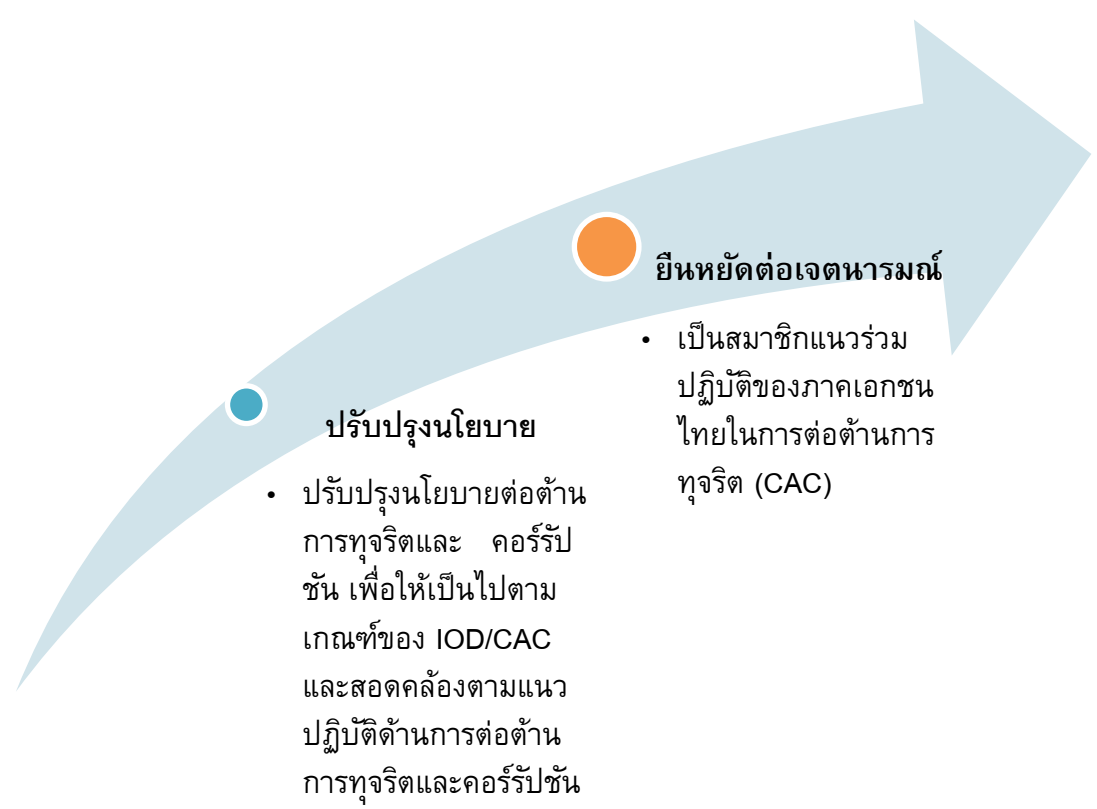 ยืนหยัดต่อเจตนารมณ์
• เป็นสมาชิกแนวร่วม
ปฏิบัติของภาคเอกชน
ไทยในการต่อต้านการ
ทุจริต (CAC)
ปรับปรุงนโยบาย
• ปรับปรุงนโยบายต่อต้าน
การทุจริตและ คอร์รัป
ชัน เพื่อให้เป็นไปตาม
เกณฑ์ของ IOD/CAC
และสอดคล้องตามแนว
ปฏิบัติด้านการต่อต้าน
การทุจริตและคอร์รัปชัน